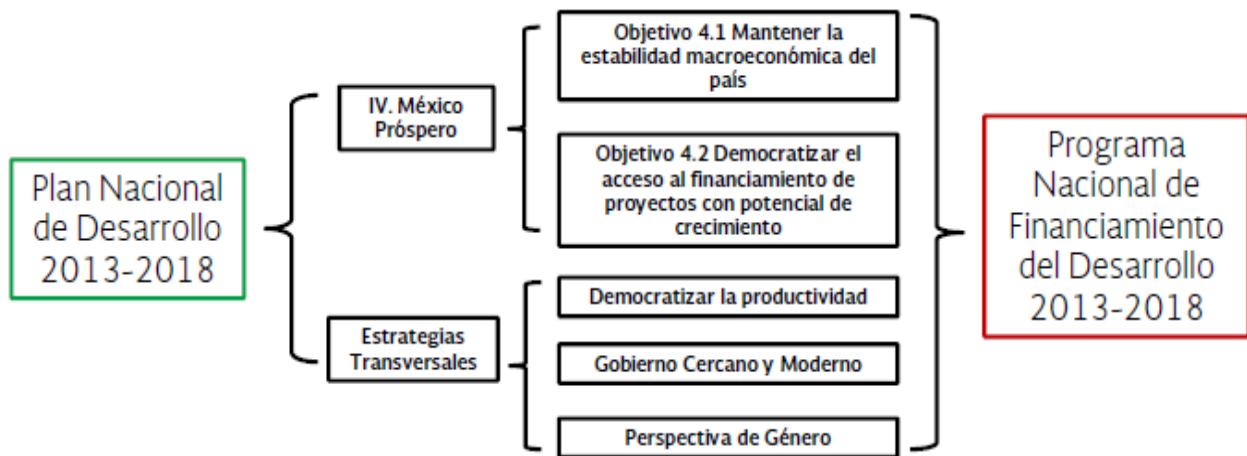 Plan Nacional
de Desarrollo
2013-2018
IV. México
Próspero
Estrategias
Transversales
Objetivo 4.1 Mantener la
estabilidad macroeconómica del
país
Objetivo 4.2 Democratizar el
acceso al financiamiento de
proyectos con potencial de
crecimiento
Democratizar la productividad
Gobierno Cercano y Moderno
Perspectiva de Género
Programa
Nacional de
Financiamiento
del Desarrollo
2013-2018